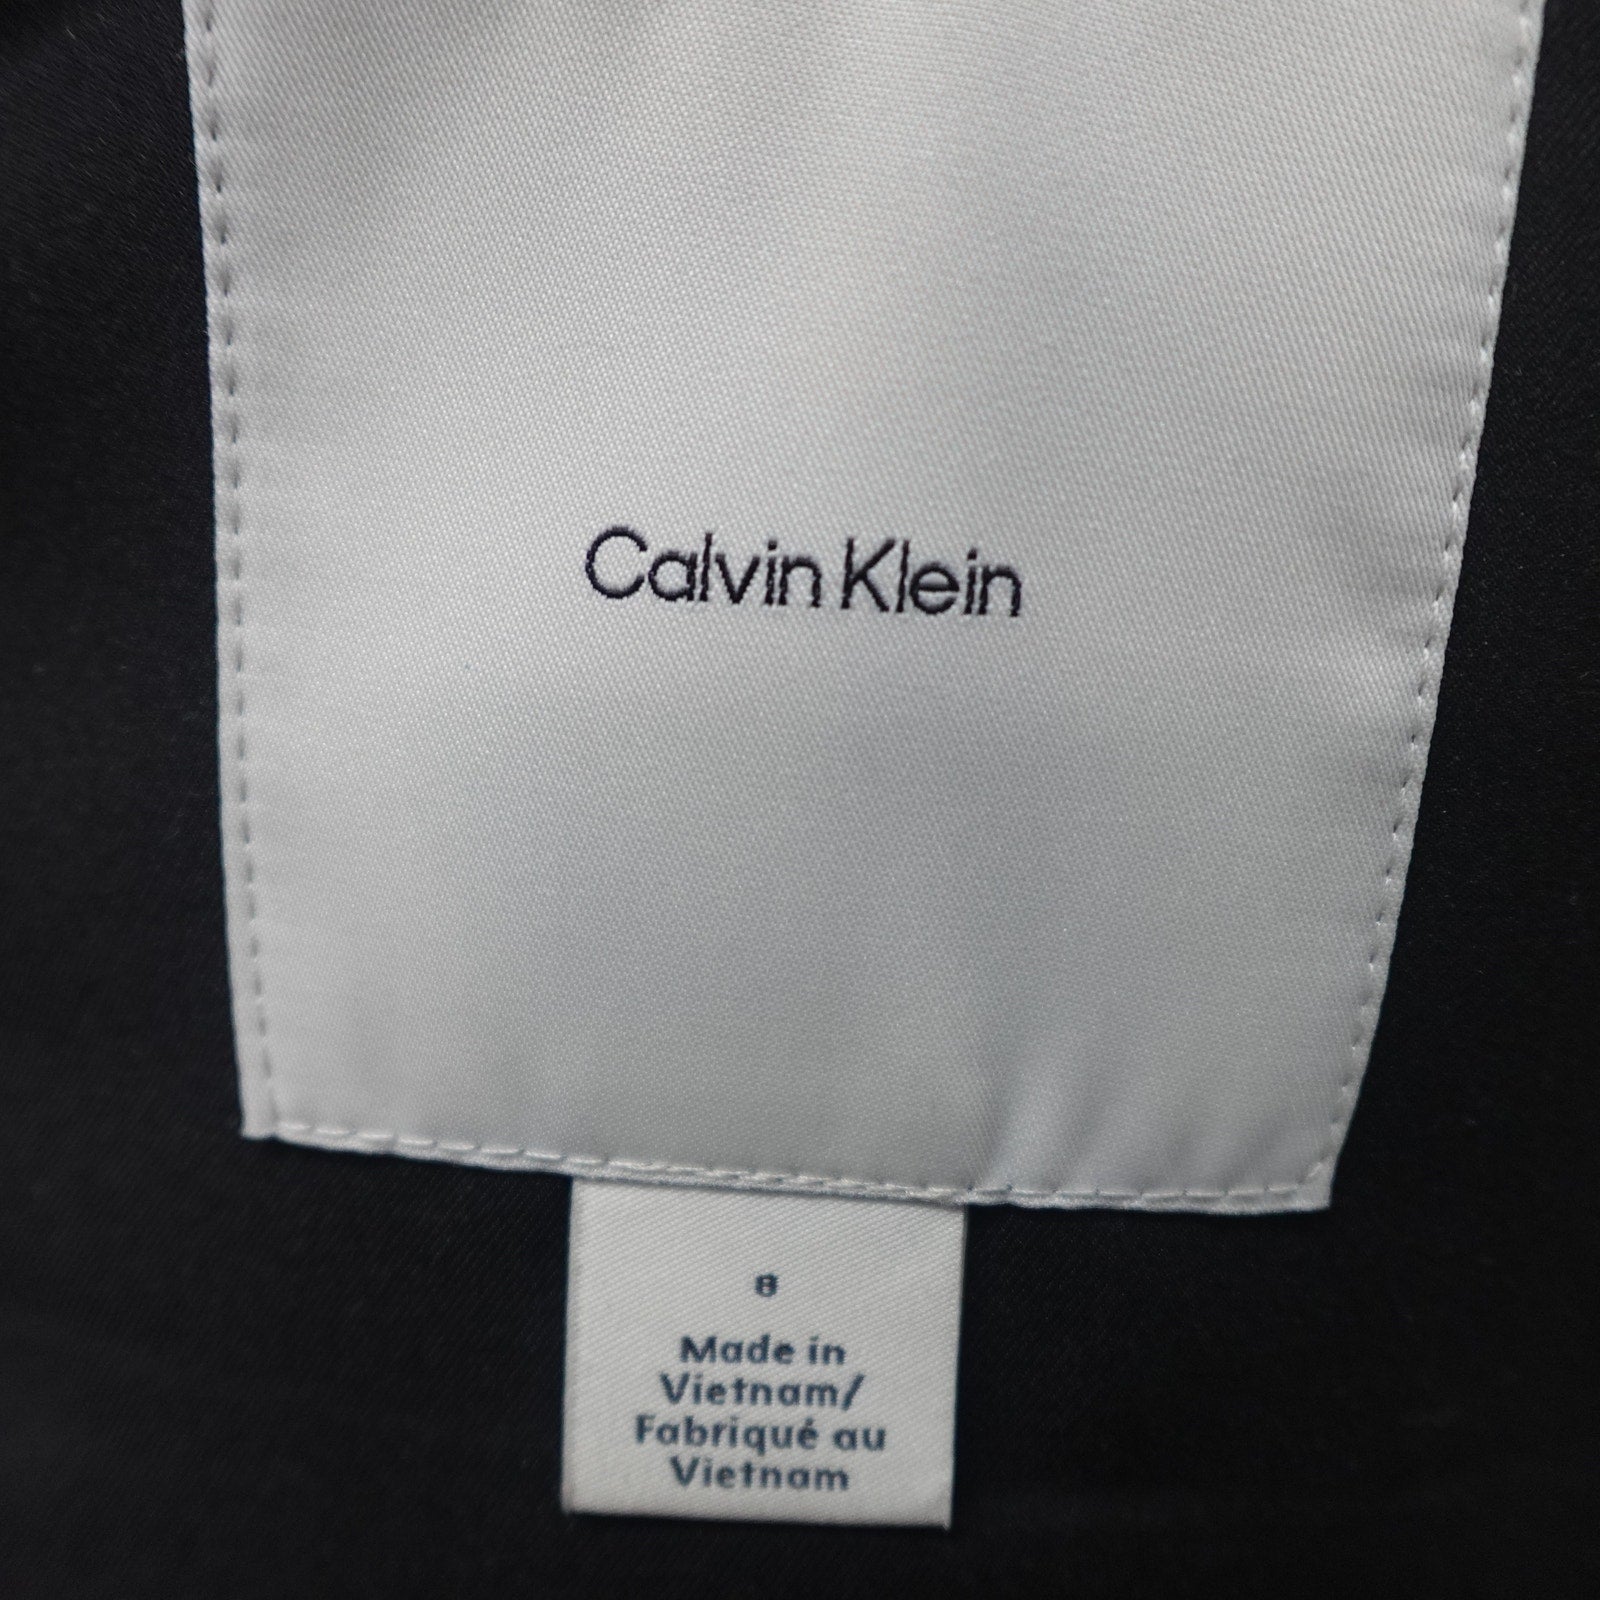 Calvin Klein
8
Made in
Vietnam/
Fabriqué au
Vietnam